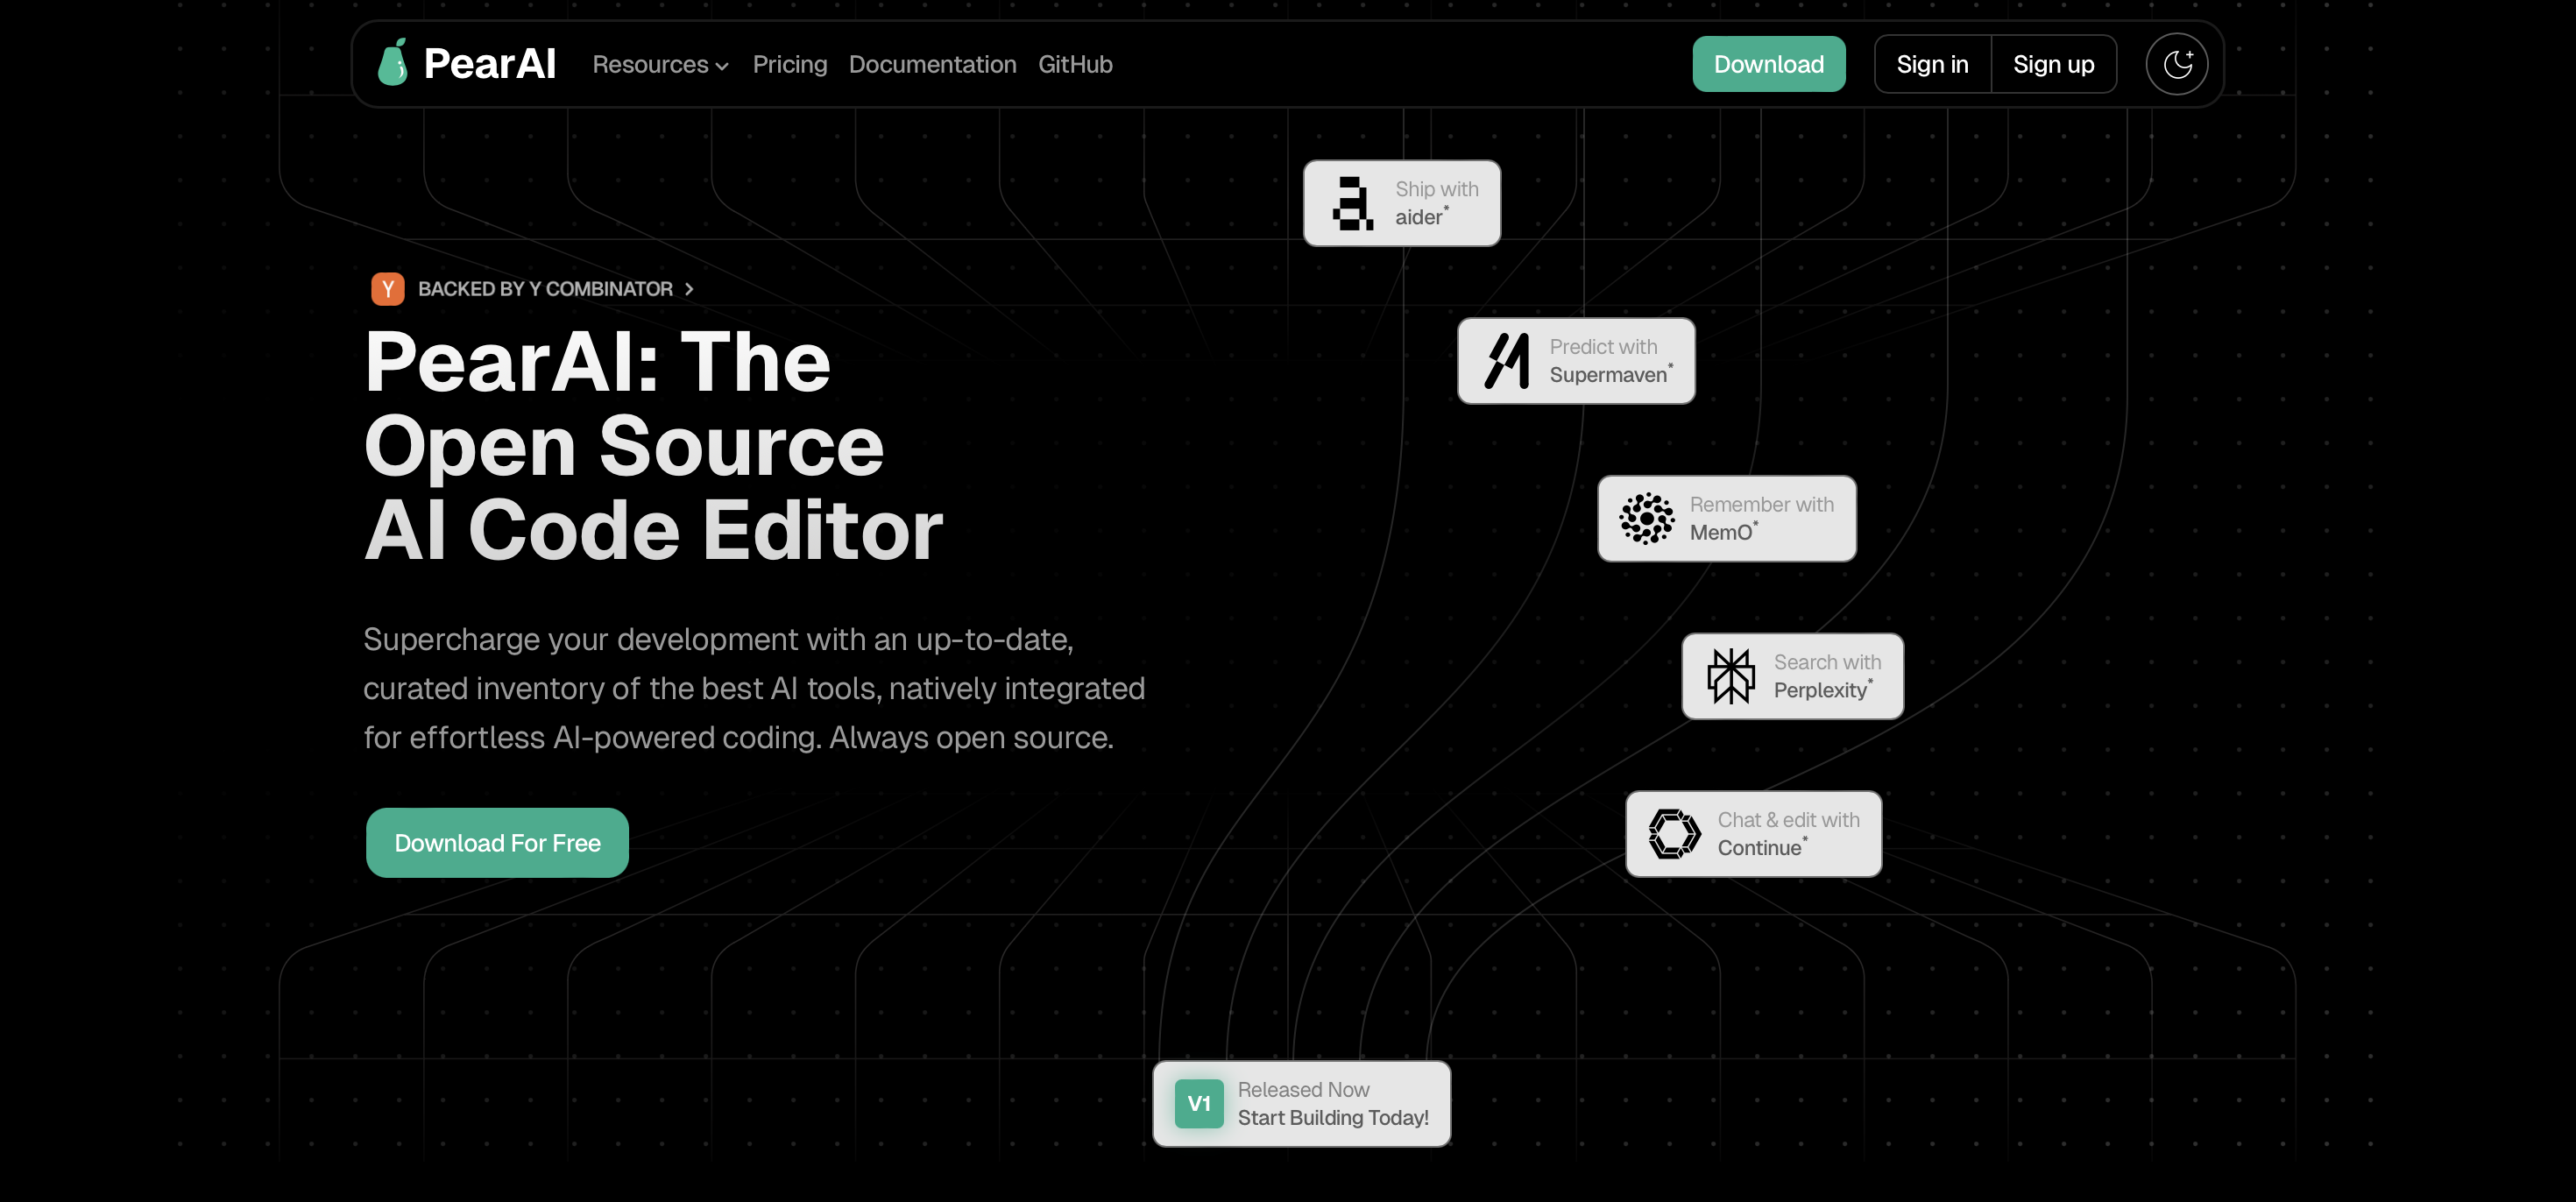 PearAI
Resources
Pricing
Documentation
GitHub
Download
Sign in
Sign up
BACKED BY Y COMBINATOR
PearAI: The
Open Source
AI Code Editor
Supercharge your development with an up-to-date,
curated inventory of the best AI tools, natively integrated
for effortless AI-powered coding. Always open source.
Download For Free
a.
Ship with
aider*
Predict with
Supermaven*
Remember with
MemO*
Search with
Perplexity*
Chat & edit with
Continue*
V1
Released Now
Start Building Today!